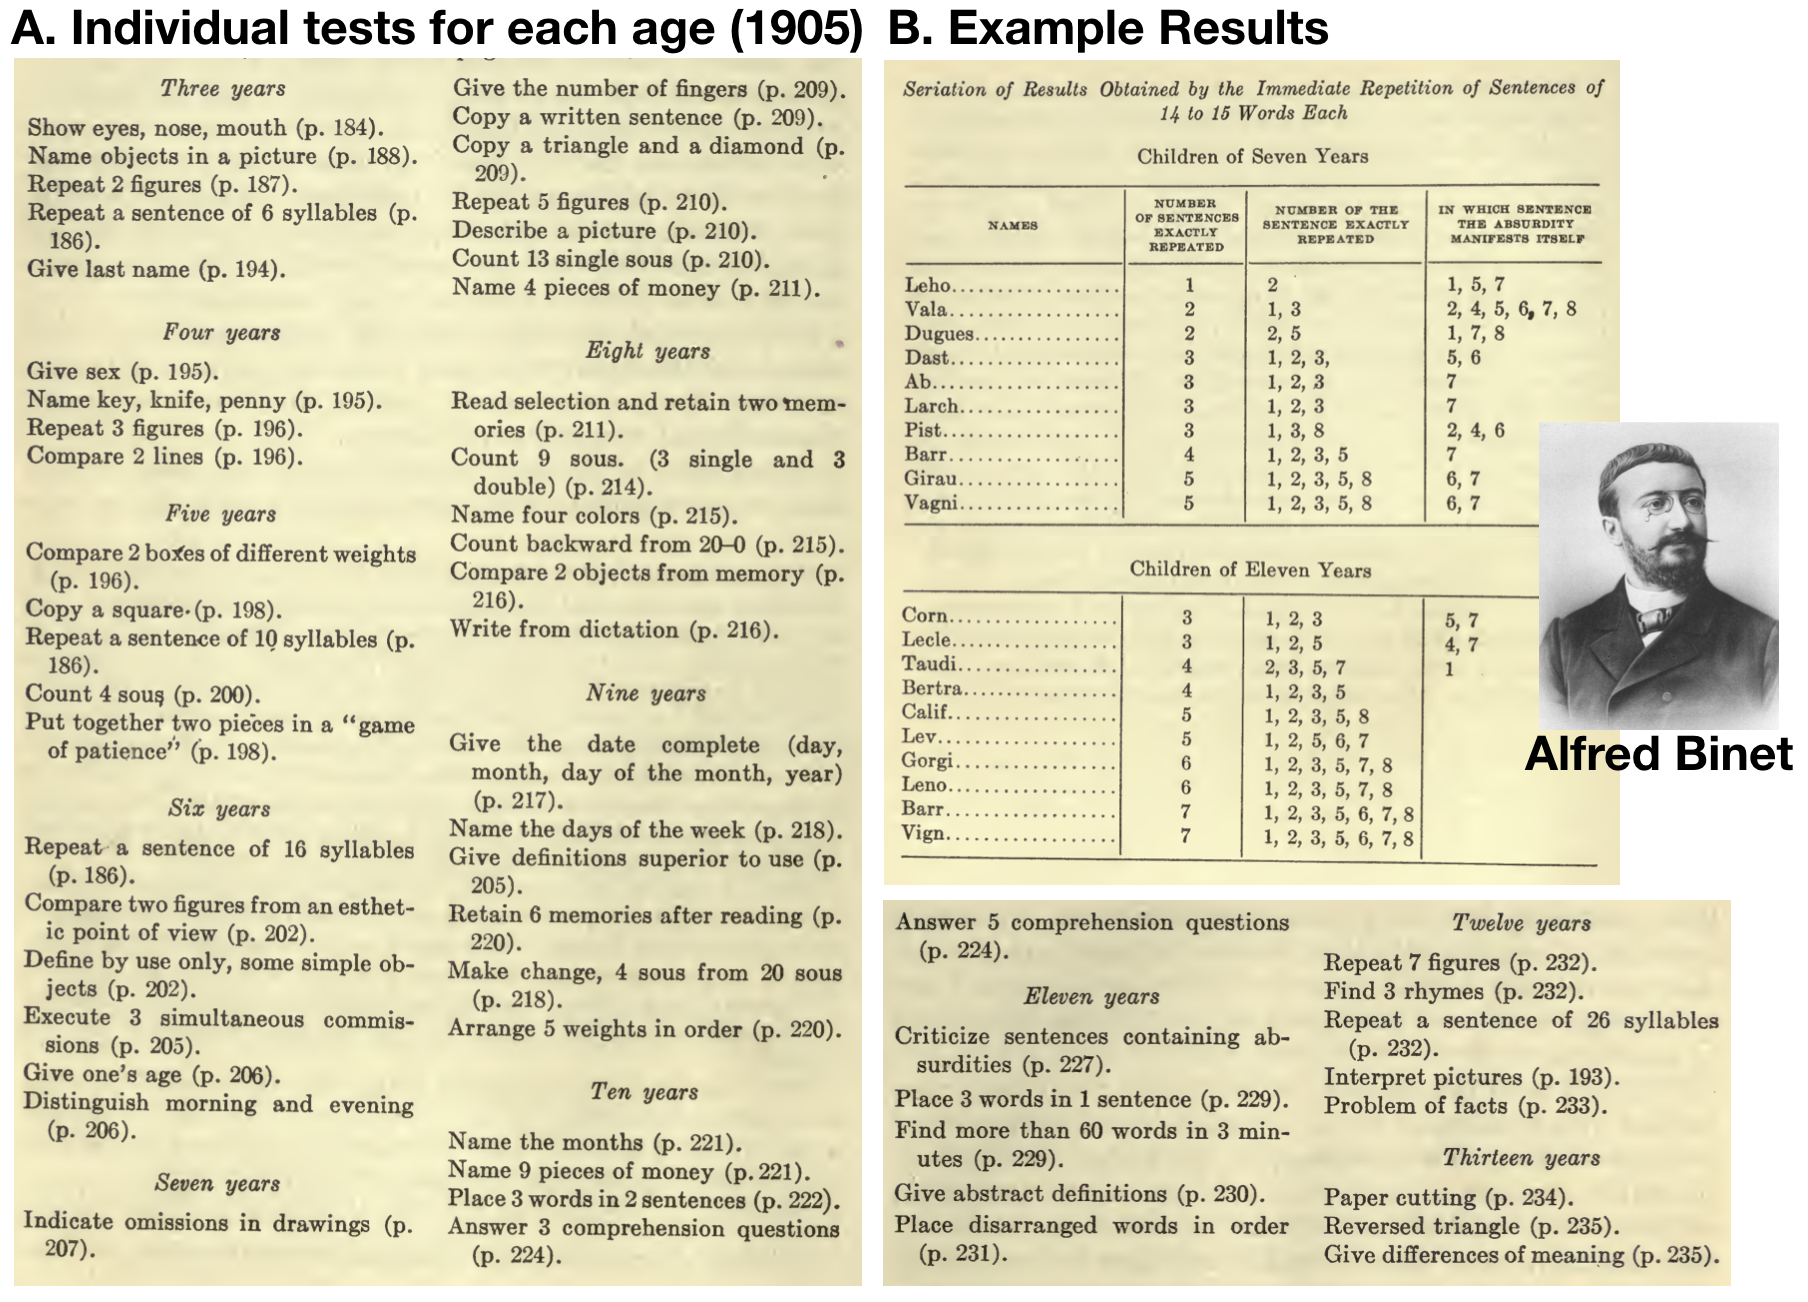 A. Individual tests for each age (1905)
Three years
Show eyes, nose, mouth (p. 184).
Name objects in a picture (p. 188).
Repeat 2 figures (p. 187).
Repeat a sentence of 6 syllables (p.
186).
Give last name (p. 194).
Four years
Give sex (p. 195).
Name key, knife, penny (p. 195).
Repeat 3 figures (p. 196).
Compare 2 lines (p. 196).
Five years
Compare 2 boxes of different weights
(p. 196).
Copy a square (p. 198).
Repeat a sentence of 10 syllables (p.
186).
Count 4 sous (p. 200).
Put together two pieces in a “game
of patience” (p. 198).
Six years
Repeat a sentence of 16 syllables
(p. 186).
Compare two figures from an esthet-
ic point of view (p. 202).
Define by use only, some simple ob-
jects (p. 202).
Execute 3 simultaneous commis-
sions (p. 205).
Give one's age (p. 206).
Distinguish morning and evening
(p. 206).
Seven years
Indicate omissions in drawings (p.
207).
Give the number of fingers (p. 209).
Copy a written sentence (p. 209).
Copy a triangle and a diamond (p.
209).
Repeat 5 figures (p. 210).
Describe a picture (p. 210).
Count 13 single sous (p. 210).
Name 4 pieces of money (p. 211).
Eight years
Read selection and retain two mem-
ories (p. 211).
Count 9 sous. (3 single and 3
double) (p. 214).
Name four colors (p. 215).
Count backward from 20–0 (p. 215).
Compare 2 objects from memory (p.
216).
Write from dictation (p. 216).
Nine years
Give the date complete (day,
month, day of the month, year)
(p. 217).
Name the days of the week (p. 218).
Give definitions superior to use (p.
205).
Retain 6 memories after reading (p.
220).
Make change, 4 sous from 20 sous
(p. 218).
Arrange 5 weights in order (p. 220).
Ten years
Name the months (p. 221).
Name 9 pieces of money (p. 221).
Place 3 words in 2 sentences (p. 222).
Answer 3 comprehension questions
(p. 224).
B. Example Results
Seriation of Results Obtained by the Immediate Repetition of Sentences of
14 to 15 Words Each
Children of Seven Years
NAMES
NUMBER
OF SENTENCES
EXACTLY
REPEATED
NUMBER OF THE
SENTENCE EXACTLY
REPEATED
IN WHICH SENTENCE
THE ABSURDITY
MANIFESTS ITSELF
Leho.................. 1 2 1, 5, 7
Vala.................. 2 1, 3 2, 4, 5, 6, 7, 8
Dugues.................. 2 2, 5 1, 7, 8
Dast.................. 3 1, 2, 3, 5, 6
Ab.................. 3 1, 2, 3 7
Larch.................. 3 1, 2, 3 7
Pist.................. 3 1, 3, 8 2, 4, 6
Barr.................. 4 1, 2, 3, 5 7
Girau.................. 5 1, 2, 3, 5, 8 6, 7
Vagni.................. 5 1, 2, 3, 5, 8 6, 7
Children of Eleven Years
Corn.................. 3 1, 2, 3 5, 7
Lecle.................. 3 1, 2, 5 4, 7
Taudi.................. 4 2, 3, 5, 7 1
Bertra.................. 4 1, 2, 3, 5
Calif.................. 5 1, 2, 3, 5, 8
Lev.................. 5 1, 2, 5, 6, 7
Gorgi.................. 6 1, 2, 3, 5, 7, 8
Leno.................. 6 1, 2, 3, 5, 7, 8
Barr.................. 7 1, 2, 3, 5, 6, 7, 8
Vign.................. 7 1, 2, 3, 5, 6, 7, 8
Alfred Binet
Answer 5 comprehension questions
(p. 224).
Eleven years
Criticize sentences containing ab-
surdities (p. 227).
Place 3 words in 1 sentence (p. 229).
Find more than 60 words in 3 min-
utes (p. 229).
Give abstract definitions (p. 230).
Place disarranged words in order
(p. 231).
Twelve years
Repeat 7 figures (p. 232).
Find 3 rhymes (p. 232).
Repeat a sentence of 26 syllables
(p. 232).
Interpret pictures (p. 193).
Problem of facts (p. 233).
Thirteen years
Paper cutting (p. 234).
Reversed triangle (p. 235).
Give differences of meaning (p. 235).